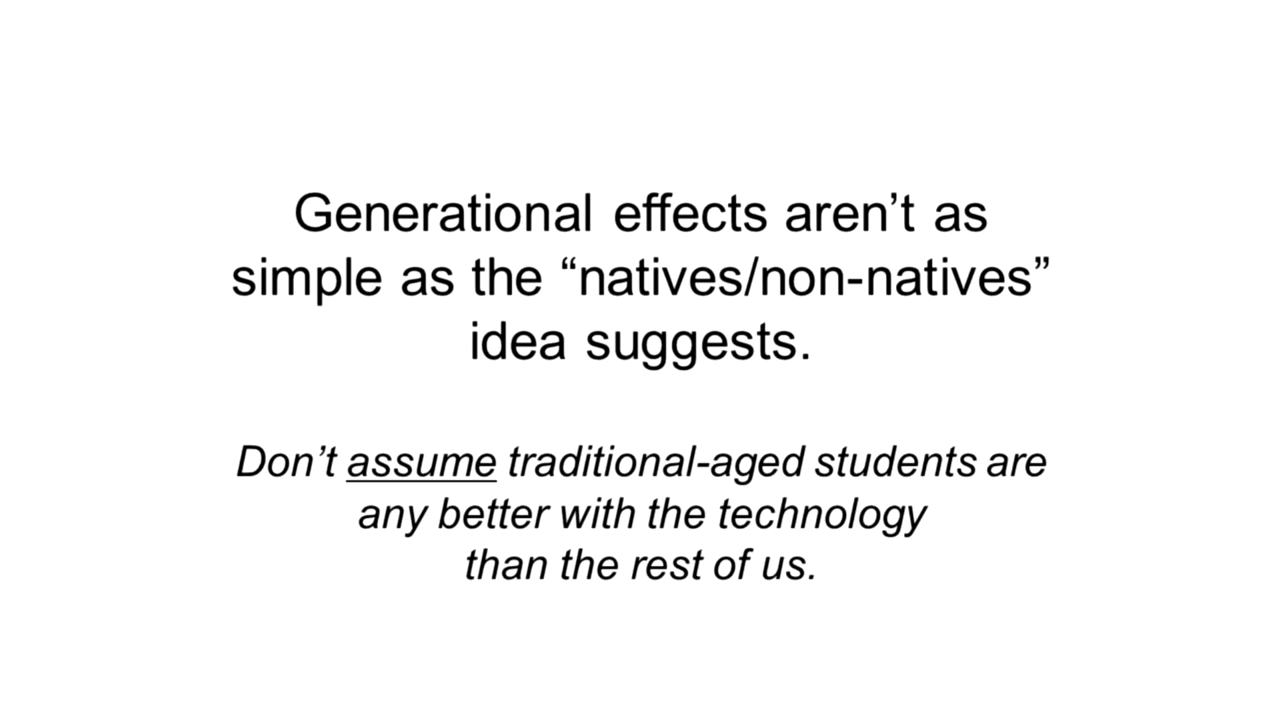 Generational effects aren’t as
simple as the “natives/non-natives”
idea suggests.
Don’t assume traditional-aged students are
any better with the technology
than the rest of us.